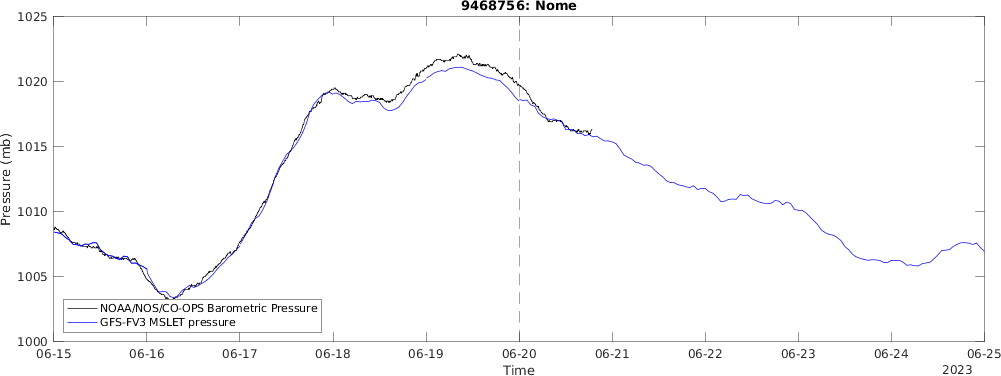 9468756: Nome
1025
1020
1015
1010
1005
1000
Pressure (mb)
NOAA/NOS/CO-OPS Barometric Pressure
GFS-FV3 MSLET pressure
06-15 06-16 06-17 06-18 06-19 06-20 06-21 06-22 06-23 06-24 06-25
Time
2023